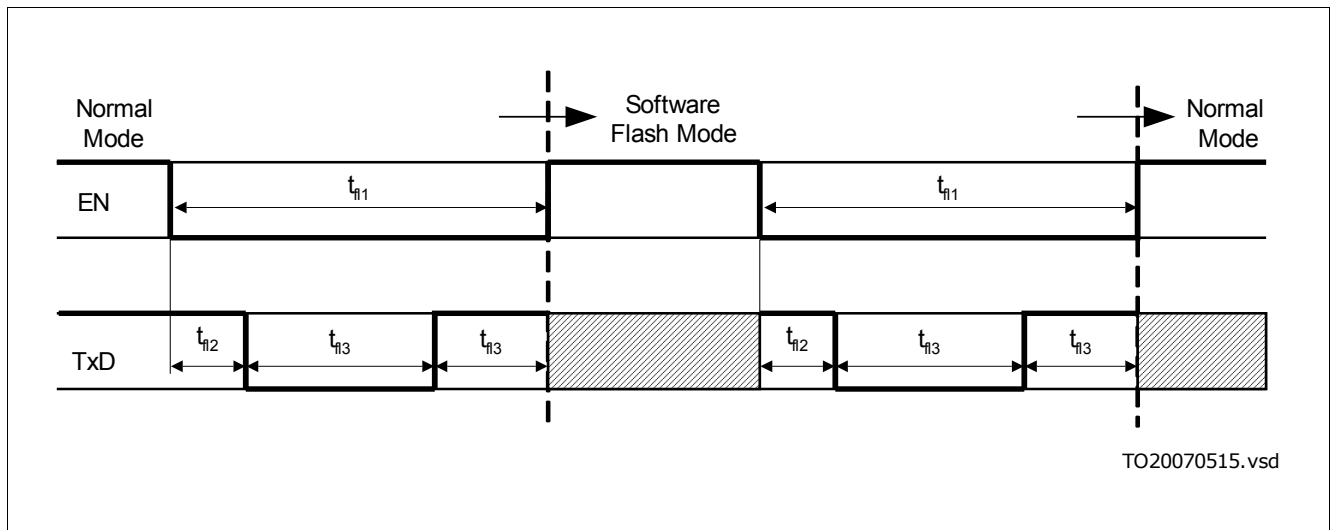 Normal
Mode
Software
Flash Mode
Normal
Mode
EN
tfl1
tfl1
TxD
tfl2
tfl3
tfl3
tfl2
tfl3
tfl3
TO20070515.vsd